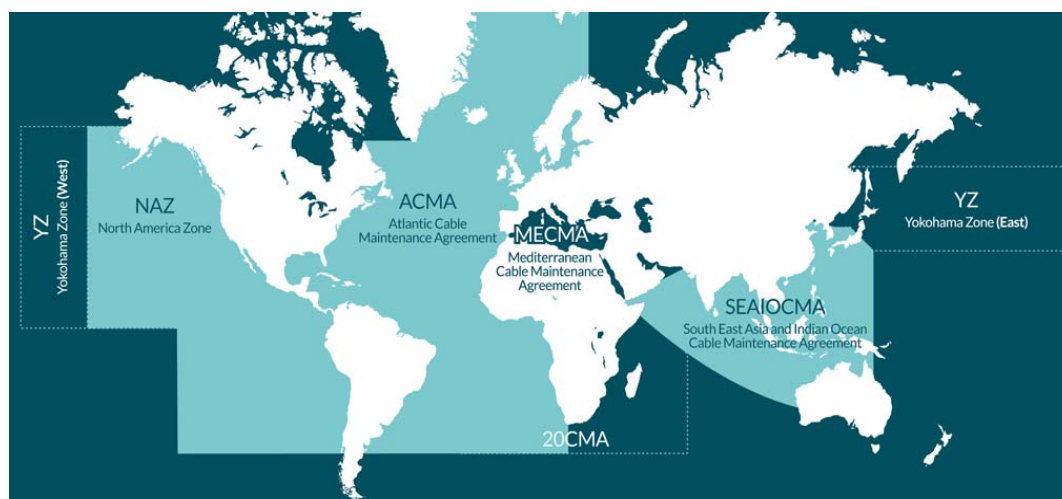 YZ
Yokohama Zone (West)
NAZ
North America Zone
ACMA
Atlantic Cable
Maintenance Agreement
MECMA
Mediterranean
Cable Maintenance
Agreement
SEAIOCMA
South East Asia and Indian Ocean
Cable Maintenance Agreement
YZ
Yokohama Zone (East)
2OCMA